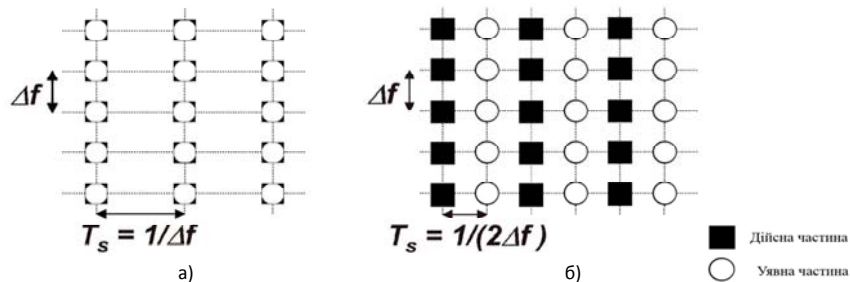 Δf
Δf
T_s = 1/Δf
T_s = 1/(2Δf)
а)
б)
Дійсна частина
Уявна частина